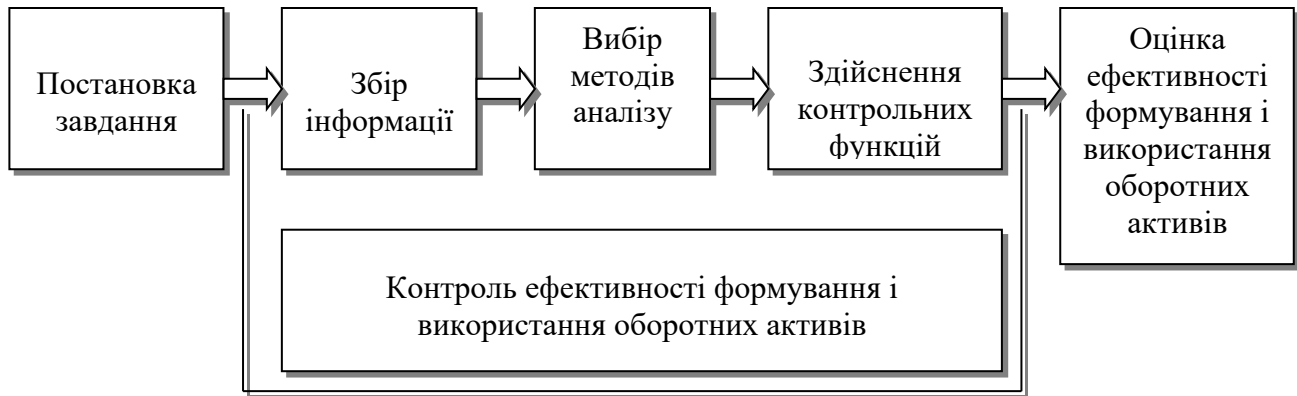 Постановка
завдання
Збір
інформації
Вибір
методів
аналізу
Здійснення
контрольних
функцій
Оцінка
ефективності
формування і
використання
оборотних
активів
Контроль ефективності формування і
використання оборотних активів